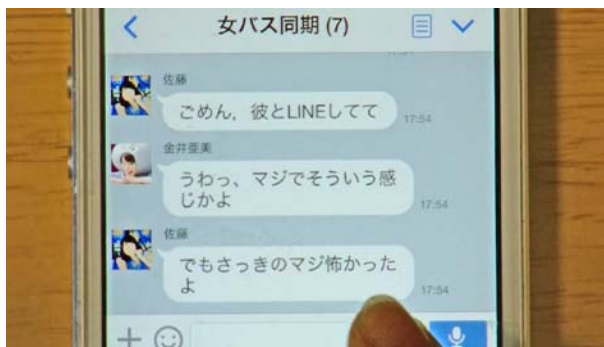 女バス同期 (7)
佐藤
ごめん，彼とLINEしてて
17:54
金井亜美
うわっ、マジでそういう感
じかよ
17:54
佐藤
でもさっきのマジ怖かった
よ
17:54